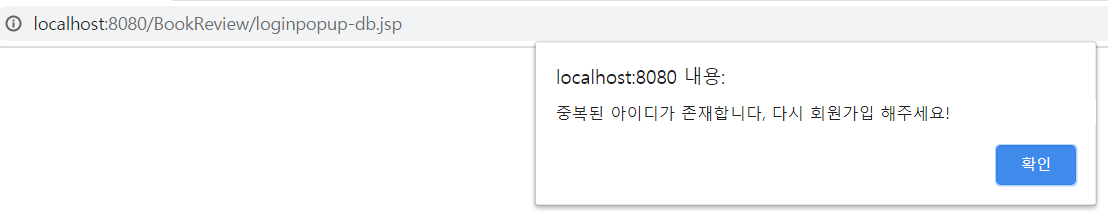 localhost:8080/BookReview/loginpopup-db.jsp
localhost:8080 내용:
중복된 아이디가 존재합니다, 다시 회원가입 해주세요!
확인